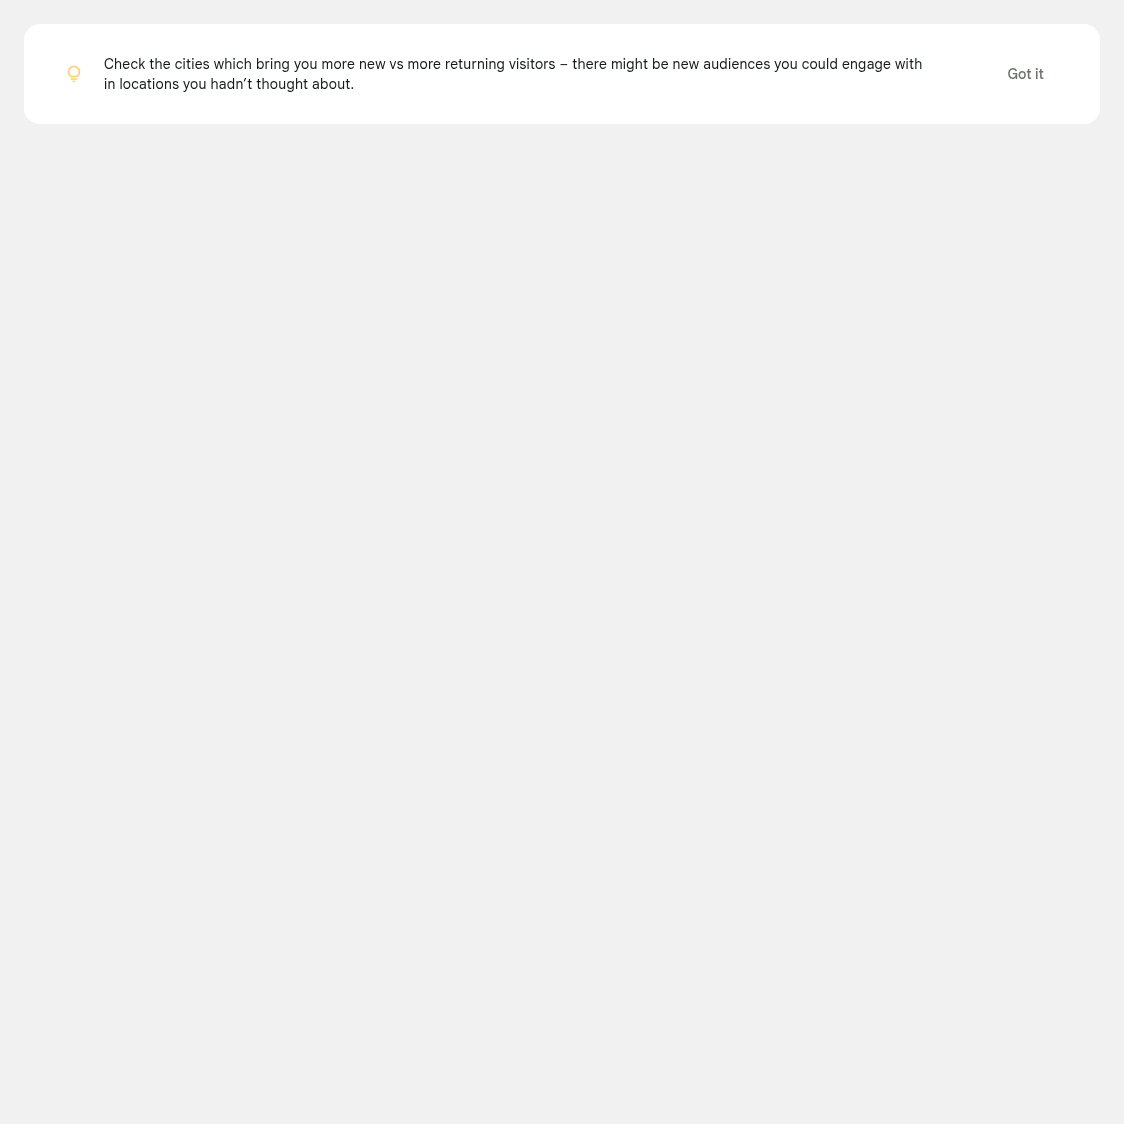 Check the cities which bring you more new vs more returning visitors – there might be new audiences you could engage with
in locations you hadn’t thought about.
Got it